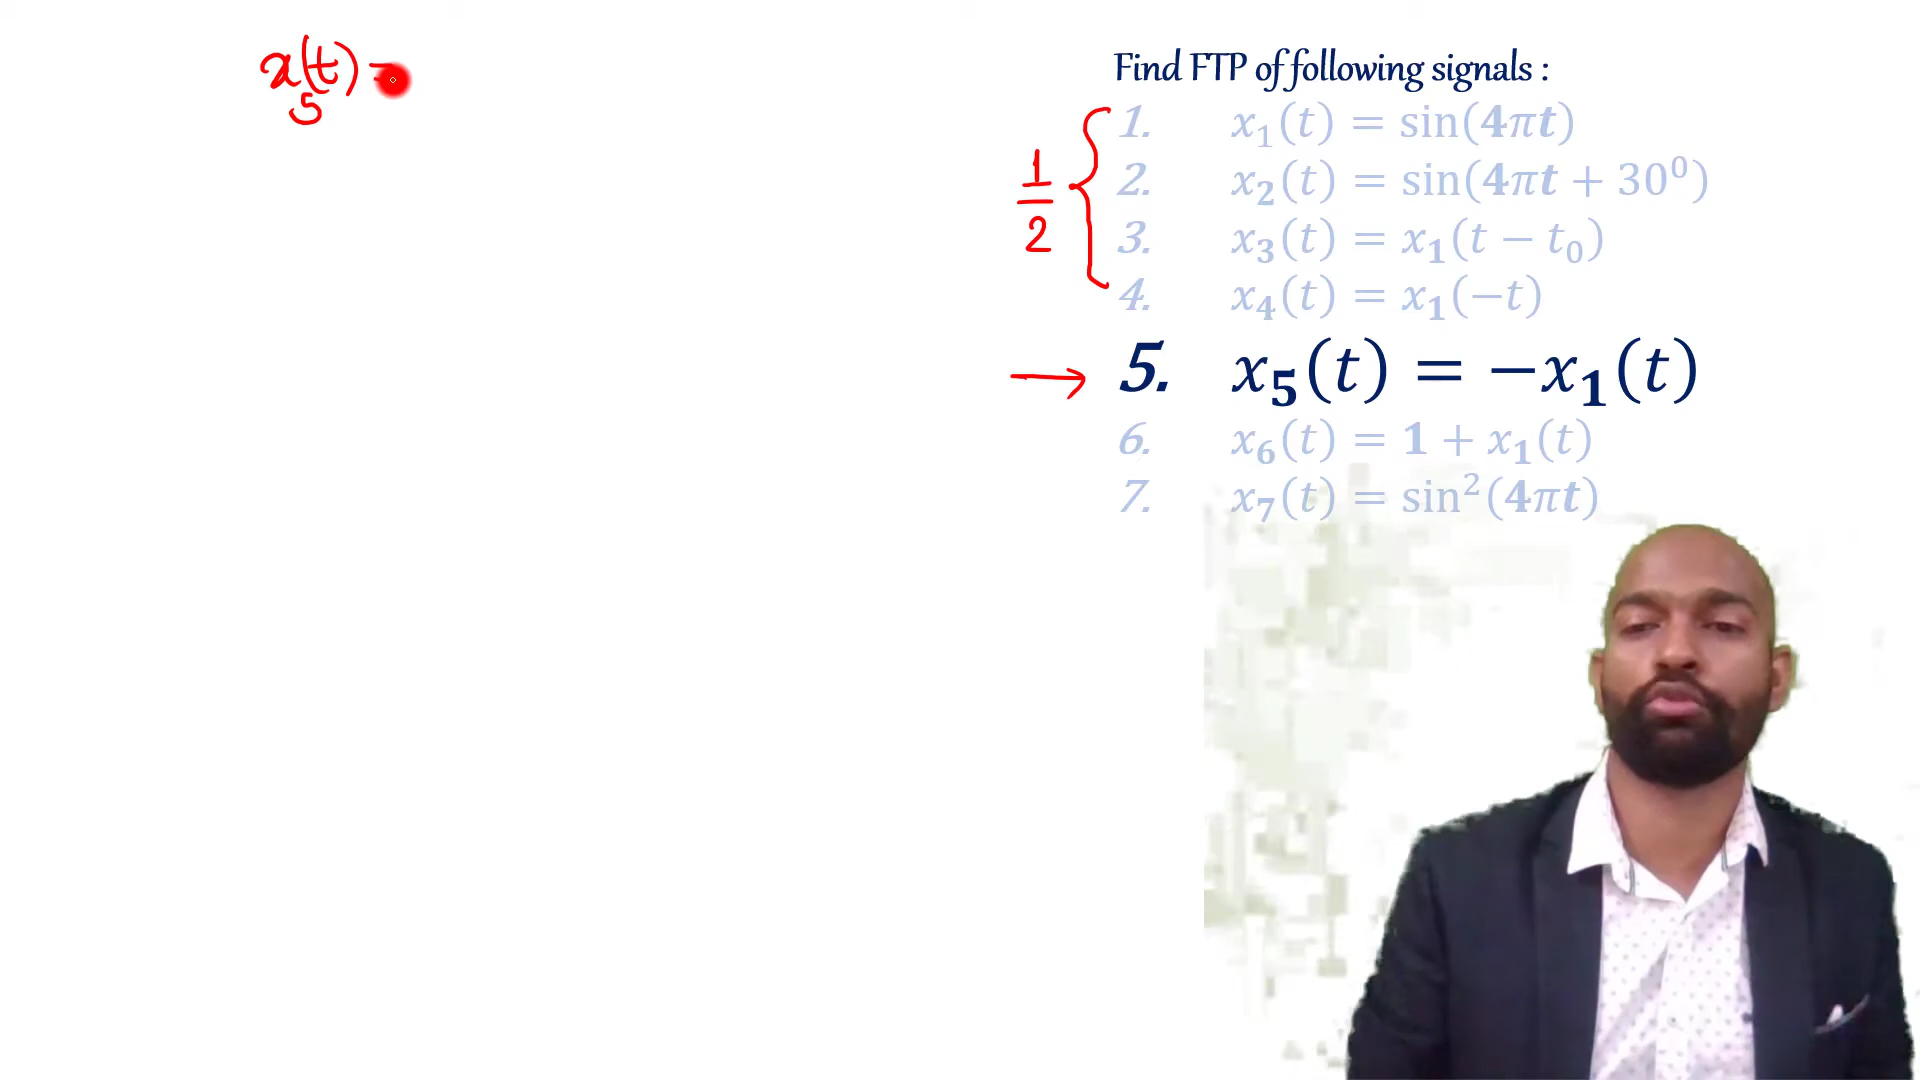 x₅(t) =
Find FTP of following signals :
1. x₁(t) = sin(4πt)
2. x₂(t) = sin(4πt + 30⁰)
1/2
3. x₃(t) = x₁(t − t₀)
4. x₄(t) = x₁(−t)
→ 5. x₅(t) = −x₁(t)
6. x₆(t) = 1 + x₁(t)
7. x₇(t) = sin²(4πt)